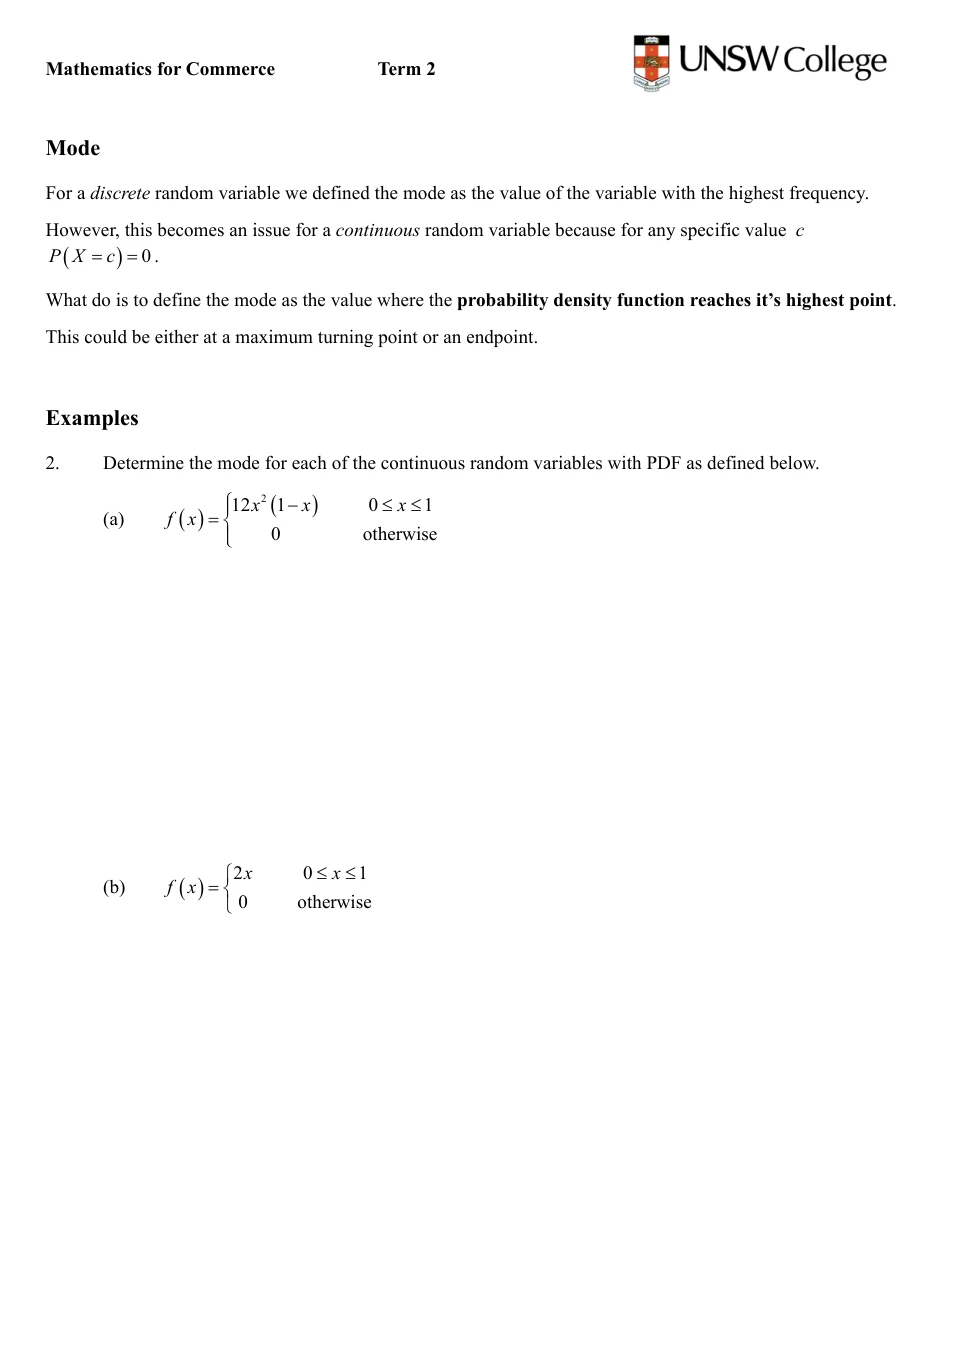 Mathematics for Commerce Term 2
UNSW College
Mode
For a discrete random variable we defined the mode as the value of the variable with the highest frequency.
However, this becomes an issue for a continuous random variable because for any specific value c
P(X = c) = 0.
What do is to define the mode as the value where the probability density function reaches it’s highest point.
This could be either at a maximum turning point or an endpoint.
Examples
2. Determine the mode for each of the continuous random variables with PDF as defined below.
(a) f(x) = { 12x²(1−x) 0 ≤ x ≤ 1
0 otherwise
(b) f(x) = { 2x 0 ≤ x ≤ 1
0 otherwise